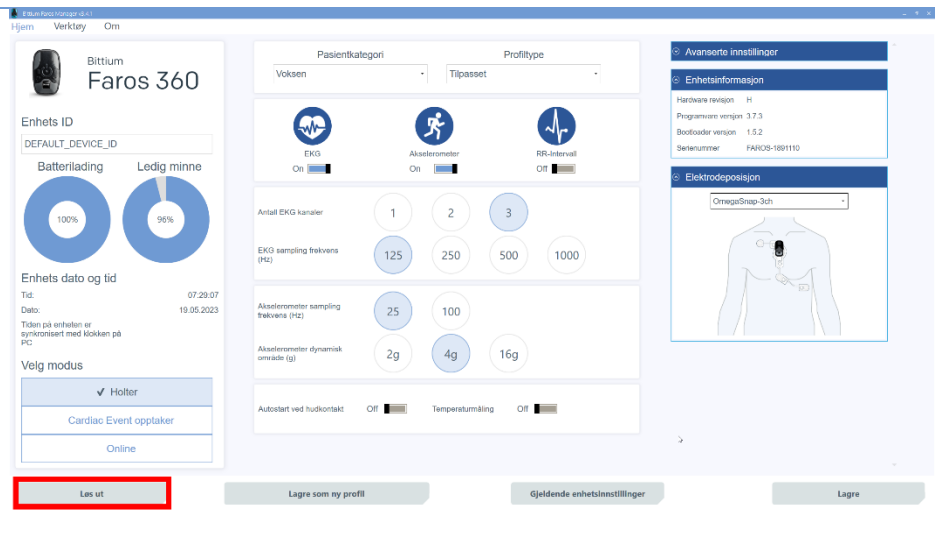 Bittium Faros Manager v3.4.1
Hjem Verktøy Om
Bittium
Faros 360
Enhets ID
DEFAULT_DEVICE_ID
Batterilading Ledig minne
100% 96%
Enhets dato og tid
Tid: 07:29:07
Dato: 19.05.2023
Tiden på enheten er
synkronisert med klokken på
PC
Velg modus
✓ Holter
Cardiac Event opptaker
Online
Pasientkategori Profiltype
Voksen Tilpasset
EKG Akselerometer RR-Intervall
On On Off
Antall EKG kanaler 1 2 3
EKG sampling frekvens
(Hz) 125 250 500 1000
Akselerometer sampling
frekvens (Hz) 25 100
Akselerometer dynamisk
område (g) 2g 4g 16g
Autostart ved hudkontakt Off Temperaturmåling Off
Avanserte innstillinger
Enhetsinformasjon
Hardware revisjon H
Programvare versjon 3.7.3
Bootloader versjon 1.5.2
Serienummer FAROS-1891110
Elektrodeposisjon
OmegaSnap-3ch
Løs ut Lagre som ny profil Gjeldende enhetsinnstillinger Lagre